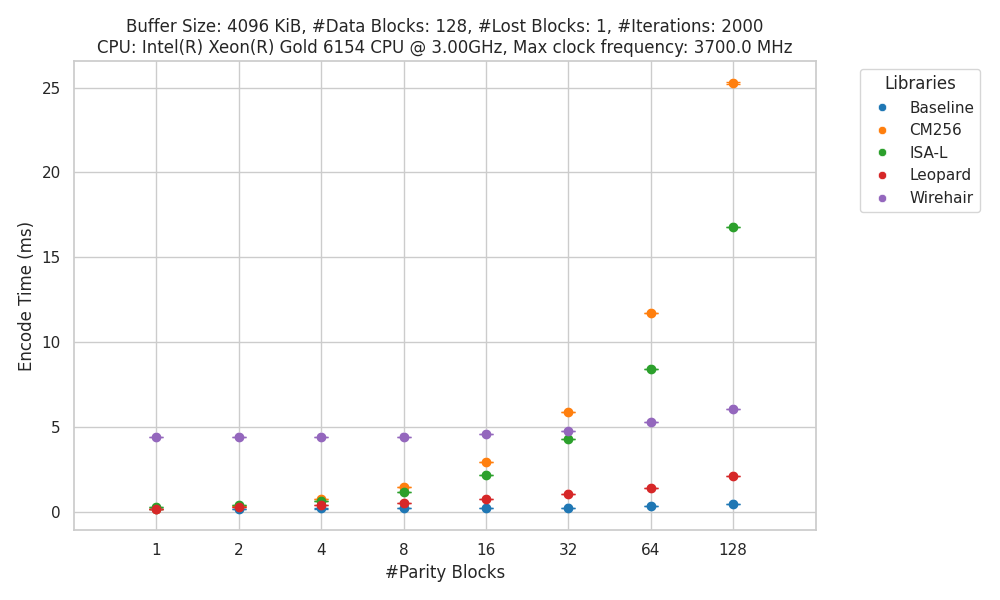 Buffer Size: 4096 KiB, #Data Blocks: 128, #Lost Blocks: 1, #Iterations: 2000
CPU: Intel(R) Xeon(R) Gold 6154 CPU @ 3.00GHz, Max clock frequency: 3700.0 MHz
Encode Time (ms)
25
20
15
10
5
0
1 2 4 8 16 32 64 128
#Parity Blocks
Libraries
Baseline
CM256
ISA-L
Leopard
Wirehair